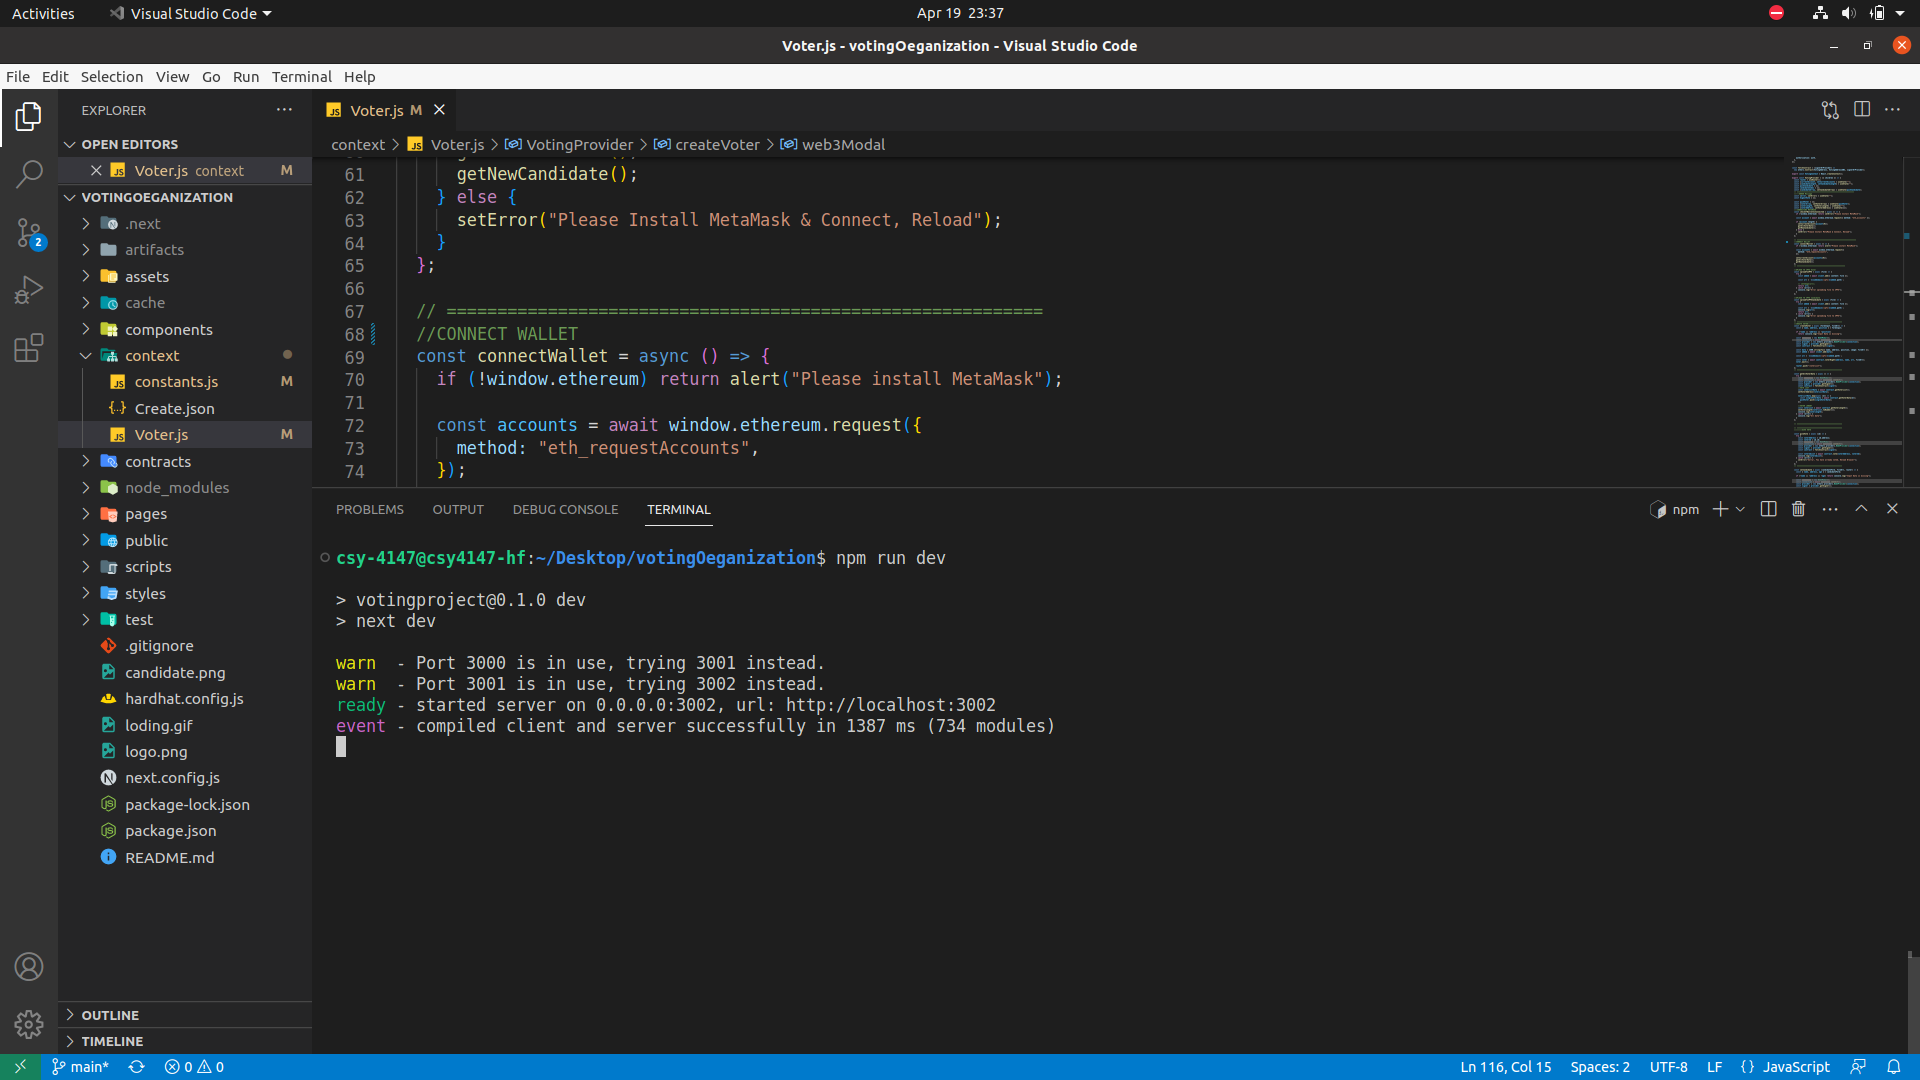 Activities
Visual Studio Code
Apr 19 23:37
Voter.js - votingOeganization - Visual Studio Code
File Edit Selection View Go Run Terminal Help
EXPLORER
OPEN EDITORS
Voter.js context M
VOTINGOEGANIZATION
.next
artifacts
assets
cache
components
context
constants.js M
Create.json
Voter.js M
contracts
node_modules
pages
public
scripts
styles
test
.gitignore
candidate.png
hardhat.config.js
loding.gif
logo.png
next.config.js
package-lock.json
package.json
README.md
OUTLINE
TIMELINE
2
Voter.js M
context > Voter.js > VotingProvider > createVoter > web3Modal
61 getNewCandidate();
62 } else {
63 setError("Please Install MetaMask & Connect, Reload");
64 }
65 };
66
67 // ===========================================================
68 //CONNECT WALLET
69 const connectWallet = async () => {
70 if (!window.ethereum) return alert("Please install MetaMask");
71
72 const accounts = await window.ethereum.request({
73 method: "eth_requestAccounts",
74 });
PROBLEMS OUTPUT DEBUG CONSOLE TERMINAL
npm
csy-4147@csy4147-hf:~/Desktop/votingOeganization$ npm run dev
> votingproject@0.1.0 dev
> next dev
warn - Port 3000 is in use, trying 3001 instead.
warn - Port 3001 is in use, trying 3002 instead.
ready - started server on 0.0.0.0:3002, url: http://localhost:3002
event - compiled client and server successfully in 1387 ms (734 modules)
main* 0 0
Ln 116, Col 15 Spaces: 2 UTF-8 LF {} JavaScript